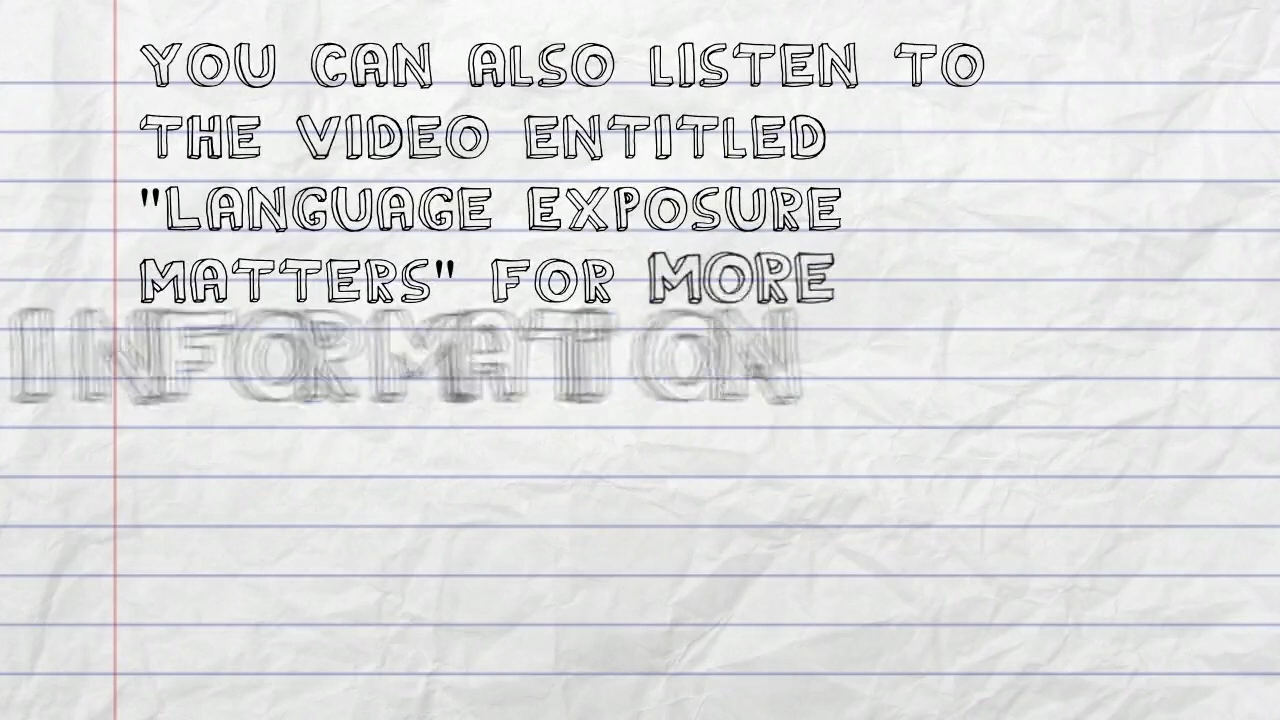 YOU CAN ALSO LISTEN TO
THE VIDEO ENTITLED
"LANGUAGE EXPOSURE
MATTERS" FOR MORE
INFORMATION